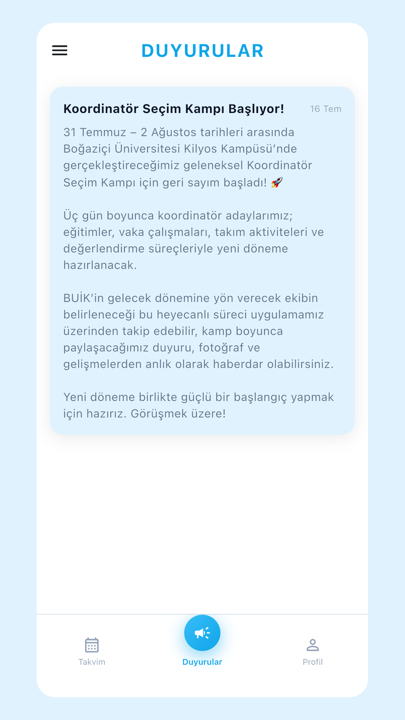 DUYURULAR
Koordinatör Seçim Kampı Başlıyor!
16 Tem
31 Temmuz – 2 Ağustos tarihleri arasında
Boğaziçi Üniversitesi Kilyos Kampüsü'nde
gerçekleştireceğimiz geleneksel Koordinatör
Seçim Kampı için geri sayım başladı! 🚀
Üç gün boyunca koordinatör adaylarımız;
eğitimler, vaka çalışmaları, takım aktiviteleri ve
değerlendirme süreçleriyle yeni döneme
hazırlanacak.
BUİK'in gelecek dönemine yön verecek ekibin
belirleneceği bu heyecanlı süreci uygulamamız
üzerinden takip edebilir, kamp boyunca
paylaşacağımız duyuru, fotoğraf ve
gelişmelerden anlık olarak haberdar olabilirsiniz.
Yeni döneme birlikte güçlü bir başlangıç yapmak
için hazırız. Görüşmek üzere!
Takvim
Duyurular
Profil